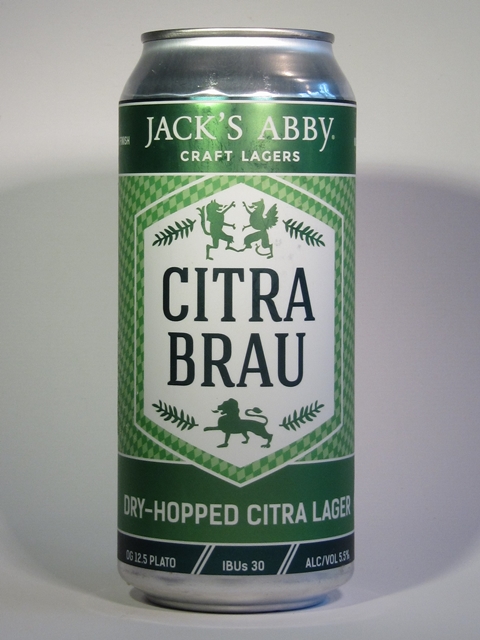 JACK'S ABBY
CRAFT LAGERS
CITRA
BRAU
DRY-HOPPED CITRA LAGER
OG 12.5 PLATO // IBUs 30 // ALC/VOL 5.5%